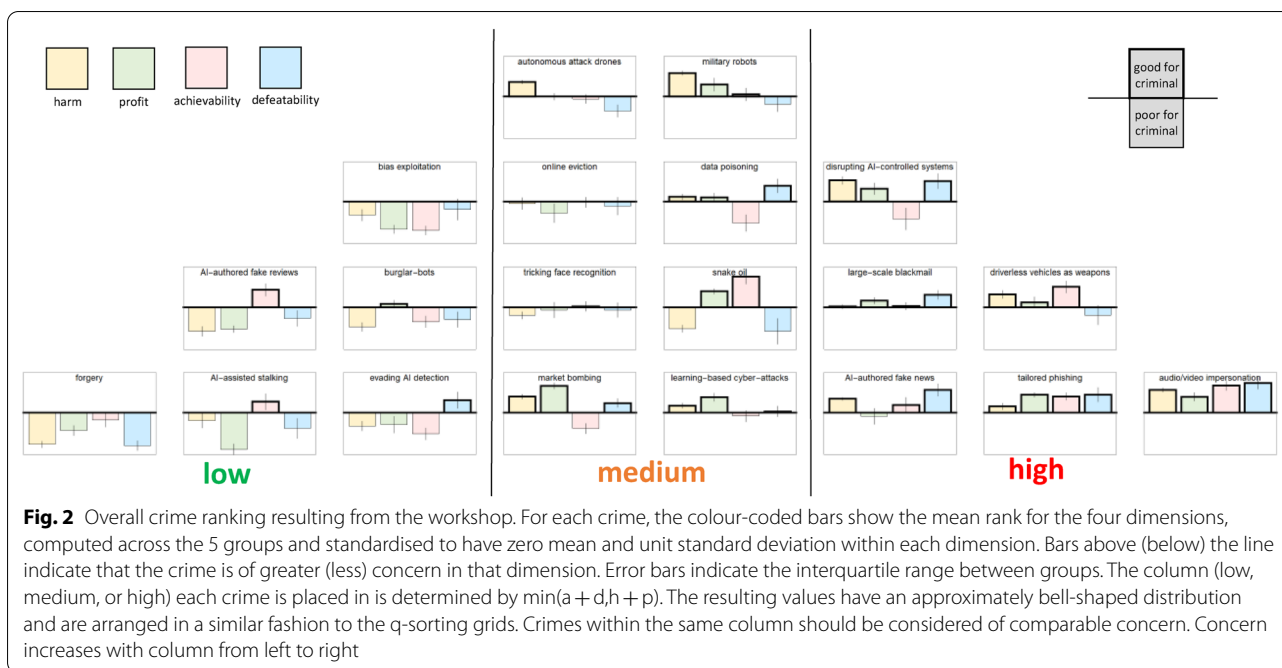 harm
profit
achievability
defeatability
autonomous attack drones
military robots
good for
criminal
poor for
criminal
bias exploitation
online eviction
data poisoning
disrupting AI-controlled systems
AI-authored fake reviews
burglar-bots
tricking face recognition
snake oil
large-scale blackmail
driverless vehicles as weapons
forgery
AI-assisted stalking
evading AI detection
market bombing
learning-based cyber-attacks
AI-authored fake news
tailored phishing
audio/video impersonation
low
medium
high
Fig. 2 Overall crime ranking resulting from the workshop. For each crime, the colour-coded bars show the mean rank for the four dimensions,
computed across the 5 groups and standardised to have zero mean and unit standard deviation within each dimension. Bars above (below) the line
indicate that the crime is of greater (less) concern in that dimension. Error bars indicate the interquartile range between groups. The column (low,
medium, or high) each crime is placed in is determined by min(a + d,h + p). The resulting values have an approximately bell-shaped distribution
and are arranged in a similar fashion to the q-sorting grids. Crimes within the same column should be considered of comparable concern. Concern
increases with column from left to right